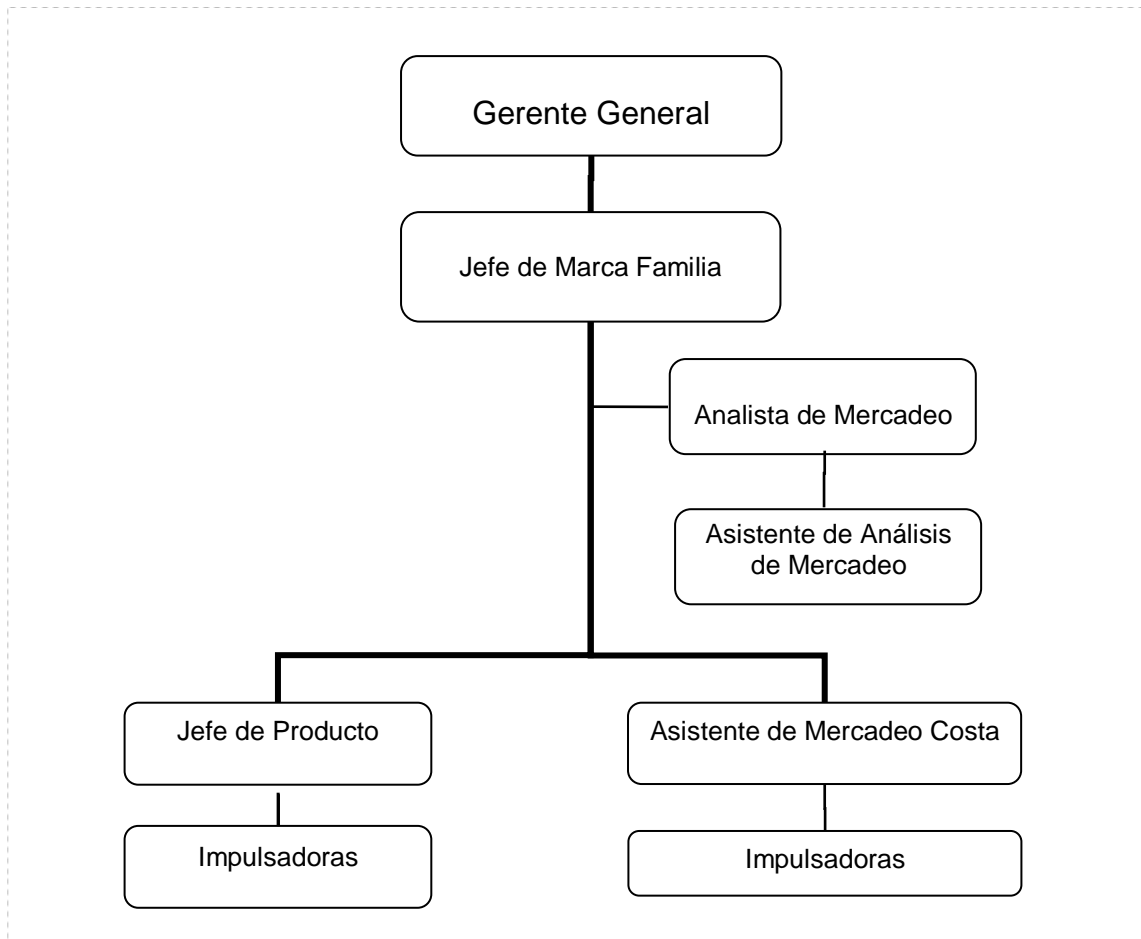 Gerente General
Jefe de Marca Familia
Analista de Mercadeo
Asistente de Análisis
de Mercadeo
Jefe de Producto
Asistente de Mercadeo Costa
Impulsadoras
Impulsadoras